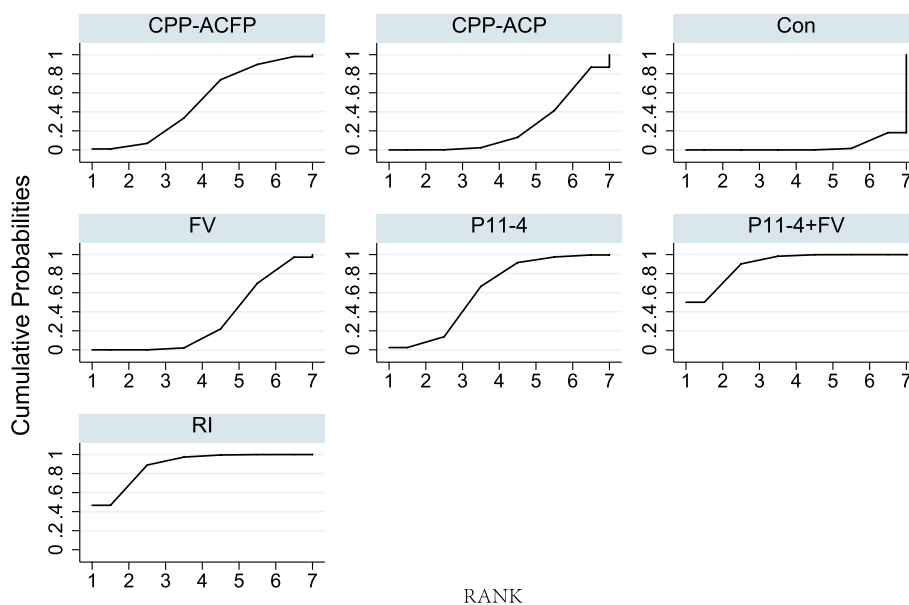 CPP-ACFP
CPP-ACP
Con
0 .2 .4 .6 .8 1
1 2 3 4 5 6 7
0 .2 .4 .6 .8 1
1 2 3 4 5 6 7
0 .2 .4 .6 .8 1
1 2 3 4 5 6 7
FV
P11-4
P11-4+FV
0 .2 .4 .6 .8 1
1 2 3 4 5 6 7
0 .2 .4 .6 .8 1
1 2 3 4 5 6 7
0 .2 .4 .6 .8 1
1 2 3 4 5 6 7
Cumulative Probabilities
RI
0 .2 .4 .6 .8 1
1 2 3 4 5 6 7
RANK